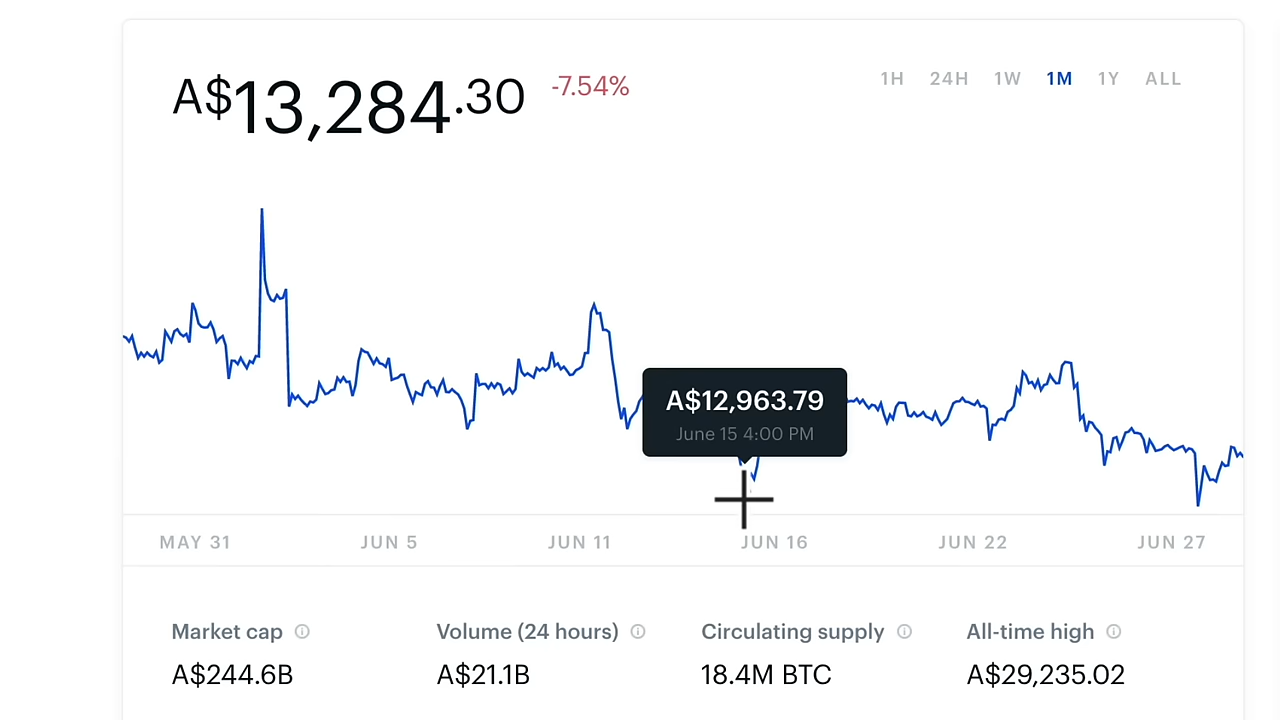 A$13,284.30 -7.54%
1H 24H 1W 1M 1Y ALL
A$12,963.79
June 15 4:00 PM
MAY 31 JUN 5 JUN 11 JUN 16 JUN 22 JUN 27
Market cap Volume (24 hours) Circulating supply All-time high
A$244.6B A$21.1B 18.4M BTC A$29,235.02